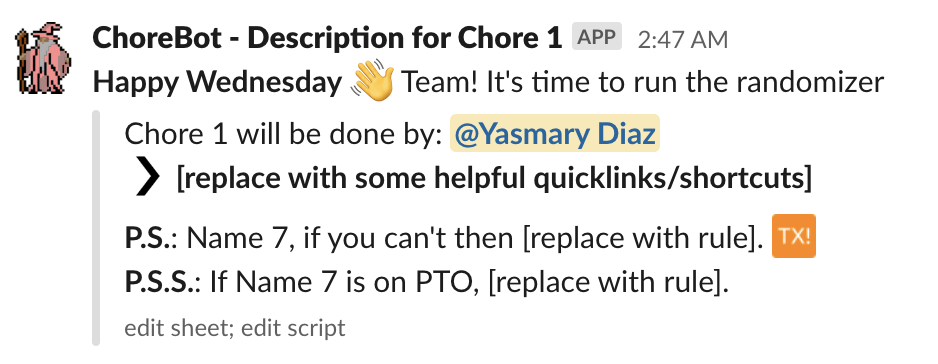 ChoreBot - Description for Chore 1 APP 2:47 AM
Happy Wednesday 👋 Team! It's time to run the randomizer
Chore 1 will be done by: @Yasmary Diaz
❯ [replace with some helpful quicklinks/shortcuts]
P.S.: Name 7, if you can't then [replace with rule]. TX!
P.S.S.: If Name 7 is on PTO, [replace with rule].
edit sheet; edit script